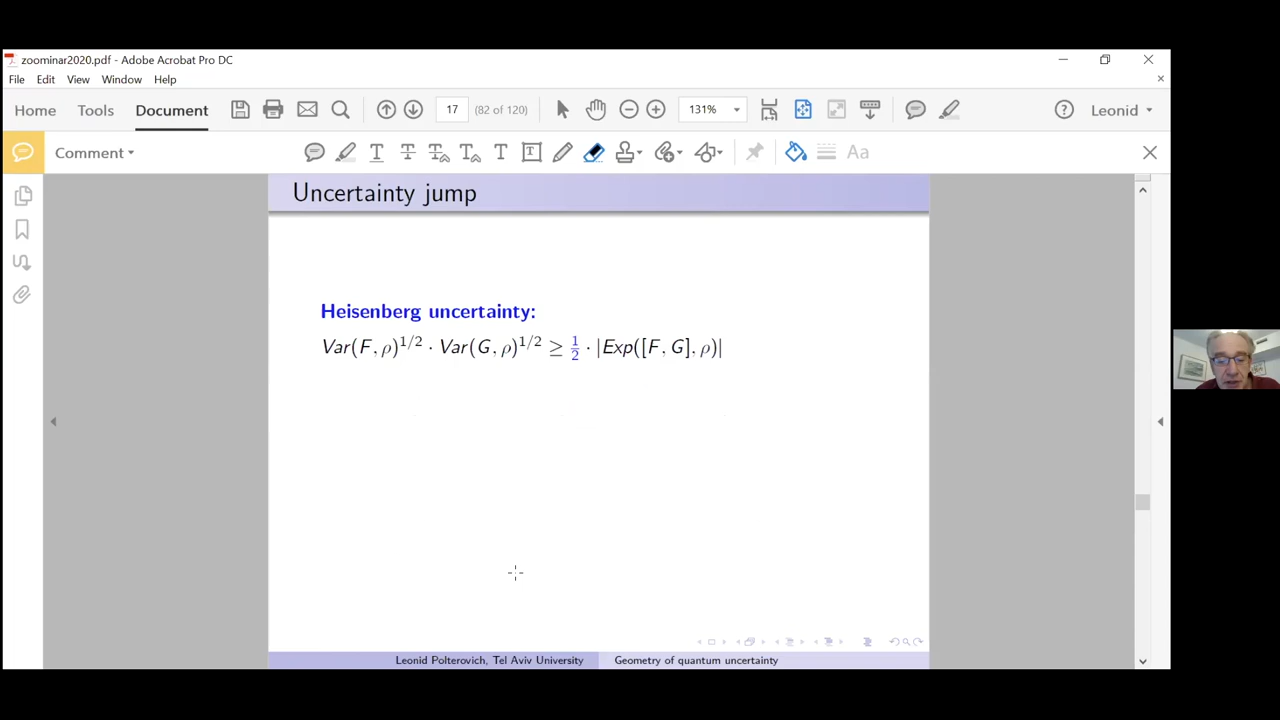 zoominar2020.pdf - Adobe Acrobat Pro DC
File Edit View Window Help
Home Tools Document 17 (82 of 120) 131% Leonid
Comment
Uncertainty jump
Heisenberg uncertainty:
Var(F, ρ)^{1/2} · Var(G, ρ)^{1/2} ≥ 1/2 · |Exp([F, G], ρ)|
Leonid Polterovich, Tel Aviv University Geometry of quantum uncertainty